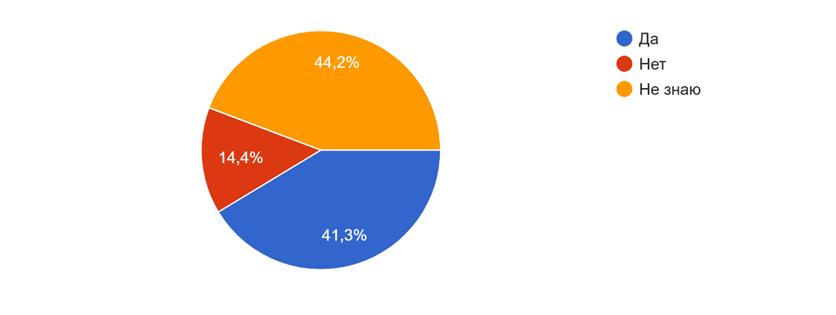 44,2%
14,4%
41,3%
Да
Нет
Не знаю